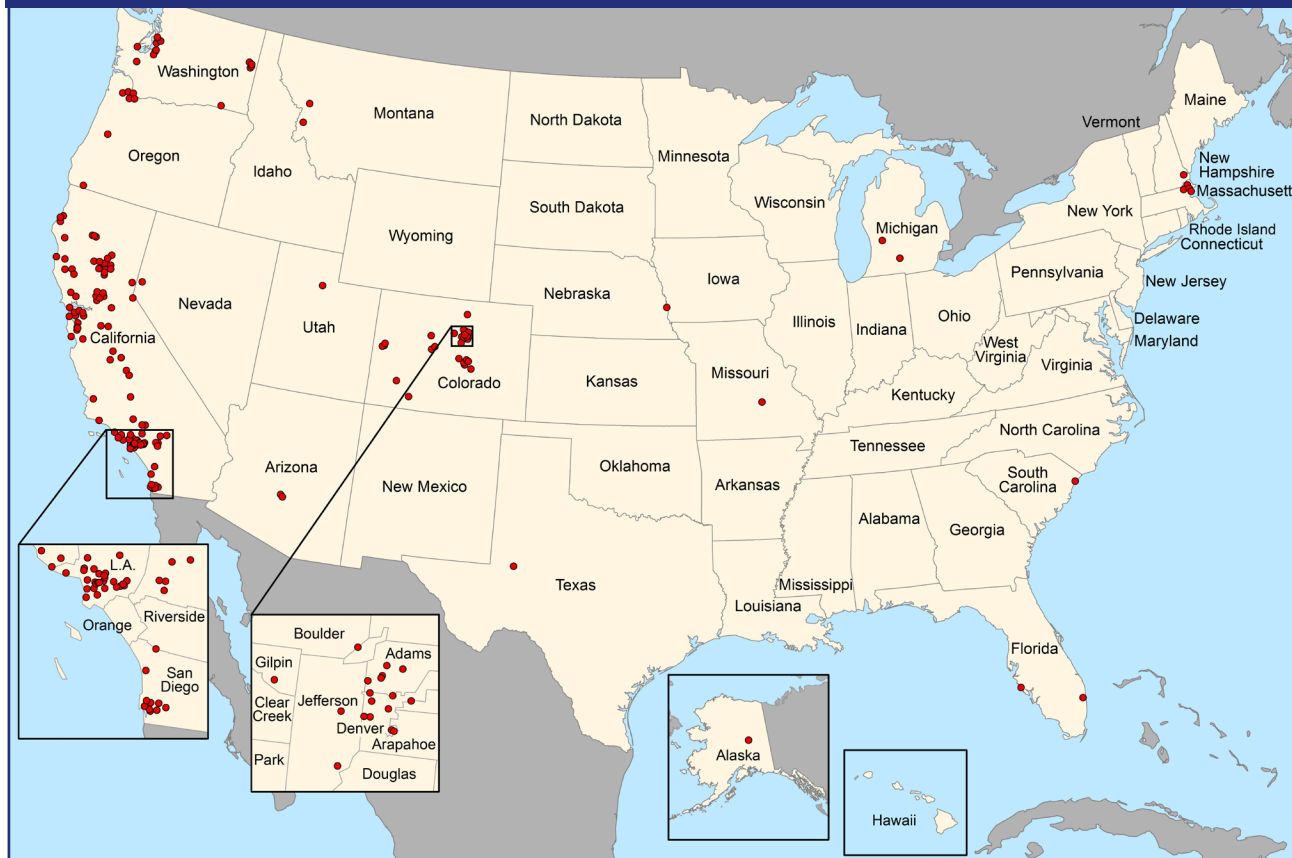 Washington
Montana
North Dakota
Minnesota
Vermont
Maine
Oregon
Idaho
South Dakota
Wisconsin
Michigan
New York
New
Hampshire
Massachusett
Rhode Island
Connecticut
Wyoming
Nevada
Utah
California
Nebraska
Iowa
Illinois
Indiana
Ohio
Pennsylvania
New Jersey
Delaware
Maryland
West
Virginia
Virginia
Colorado
Kansas
Missouri
Kentucky
Arizona
New Mexico
Oklahoma
Arkansas
Tennessee
North Carolina
South
Carolina
Texas
Louisiana
Mississippi
Alabama
Georgia
Florida
L.A.
Orange
Riverside
San
Diego
Boulder
Gilpin
Adams
Clear
Creek
Jefferson
Denver
Arapahoe
Park
Douglas
Alaska
Hawaii